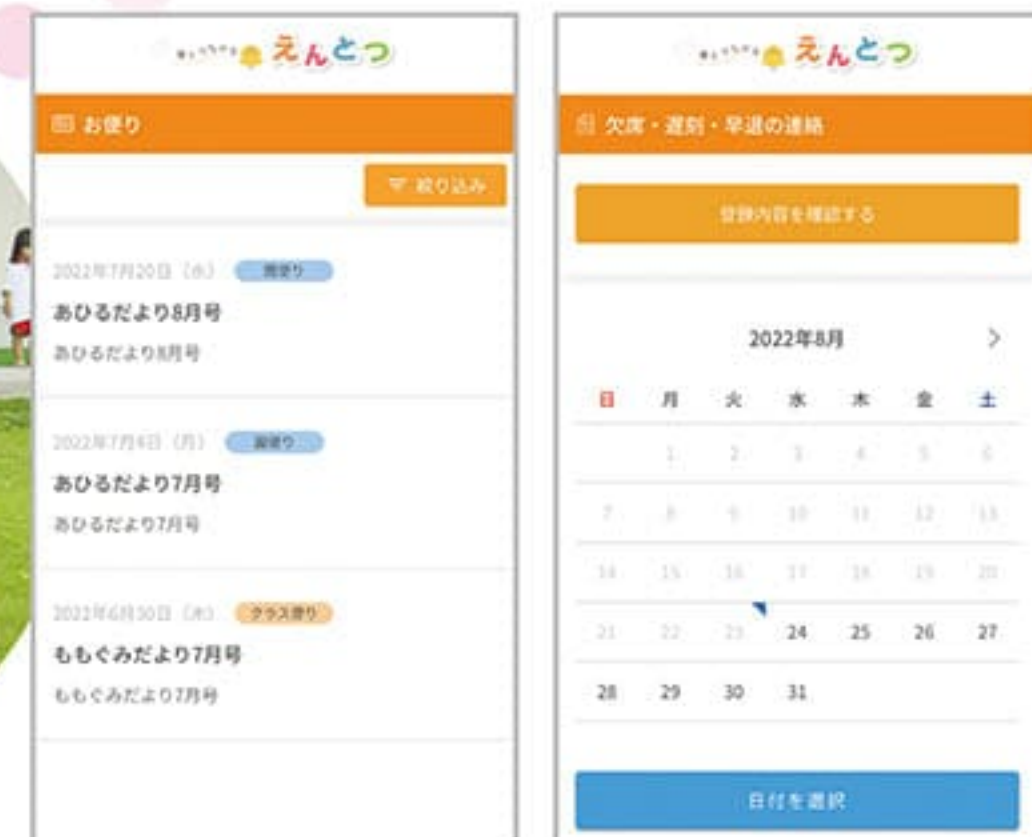 えんとつ
お便り
絞り込み
2022年7月20日（水） 園便り
あひるだより8月号
あひるだより8月号
2022年7月4日（月） 園便り
あひるだより7月号
あひるだより7月号
2022年6月30日（木） クラス便り
ももぐみだより7月号
ももぐみだより7月号
えんとつ
欠席・遅刻・早退の連絡
登録内容を確認する
2022年8月
日 月 火 水 木 金 土
1 2 3 4 5 6
7 8 9 10 11 12 13
14 15 16 17 18 19 20
21 22 23 24 25 26 27
28 29 30 31
日付を選択